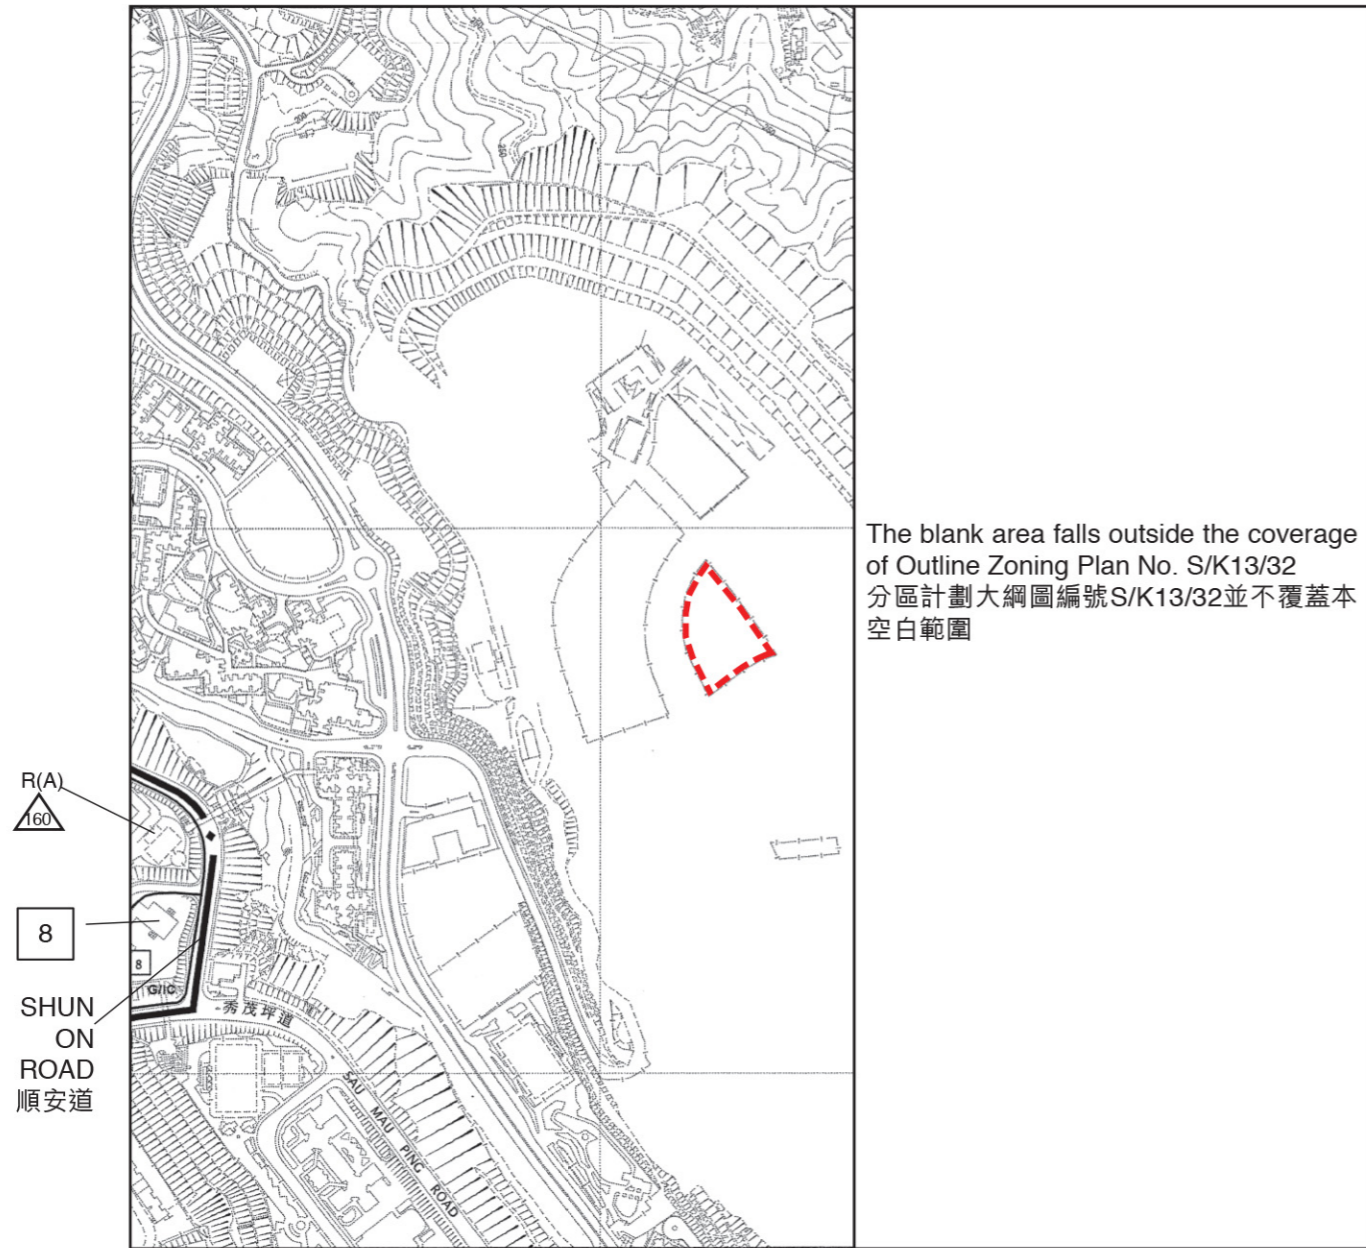 The blank area falls outside the coverage
of Outline Zoning Plan No. S/K13/32
分區計劃大綱圖編號S/K13/32並不覆蓋本
空白範圍
R(A)
160
8
8
G/IC
SHUN
ON
ROAD
順安道
秀茂坪道
SAU MAU PING ROAD
200